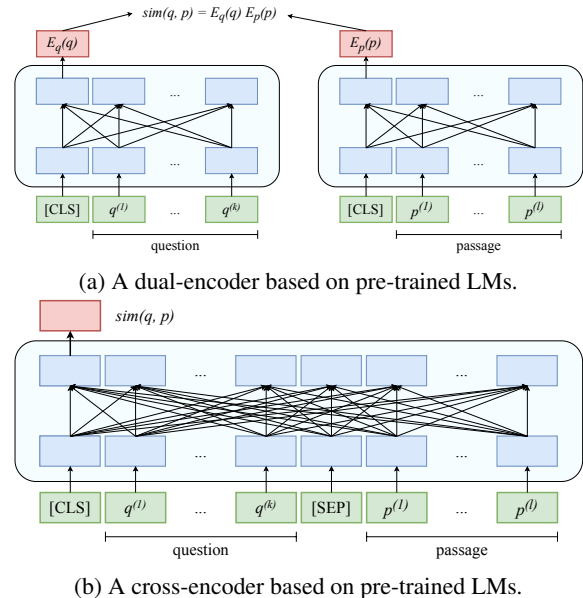 sim(q, p) = E_q(q) E_p(p)
E_q(q) E_p(p)
... ...
[CLS] q^(1) ... q^(k) [CLS] p^(1) ... p^(l)
question passage
(a) A dual-encoder based on pre-trained LMs.
sim(q, p)
... ...
... ...
[CLS] q^(1) ... q^(k) [SEP] p^(1) ... p^(l)
question passage
(b) A cross-encoder based on pre-trained LMs.